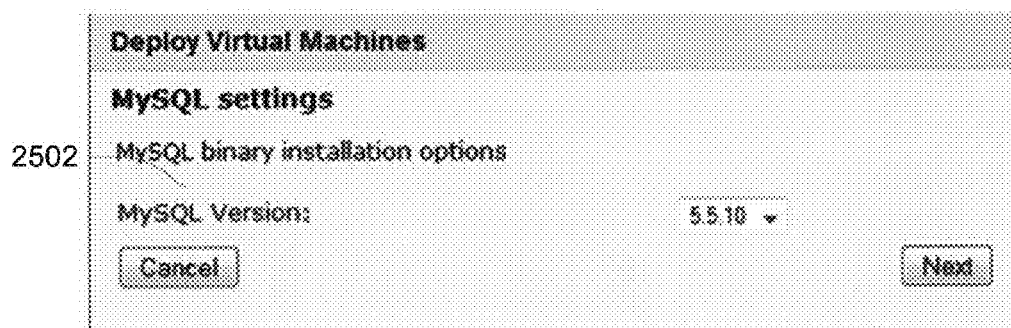 Deploy Virtual Machines
MySQL settings
2502
MySQL binary installation options
MySQL Version: 5.5.10
Cancel Next